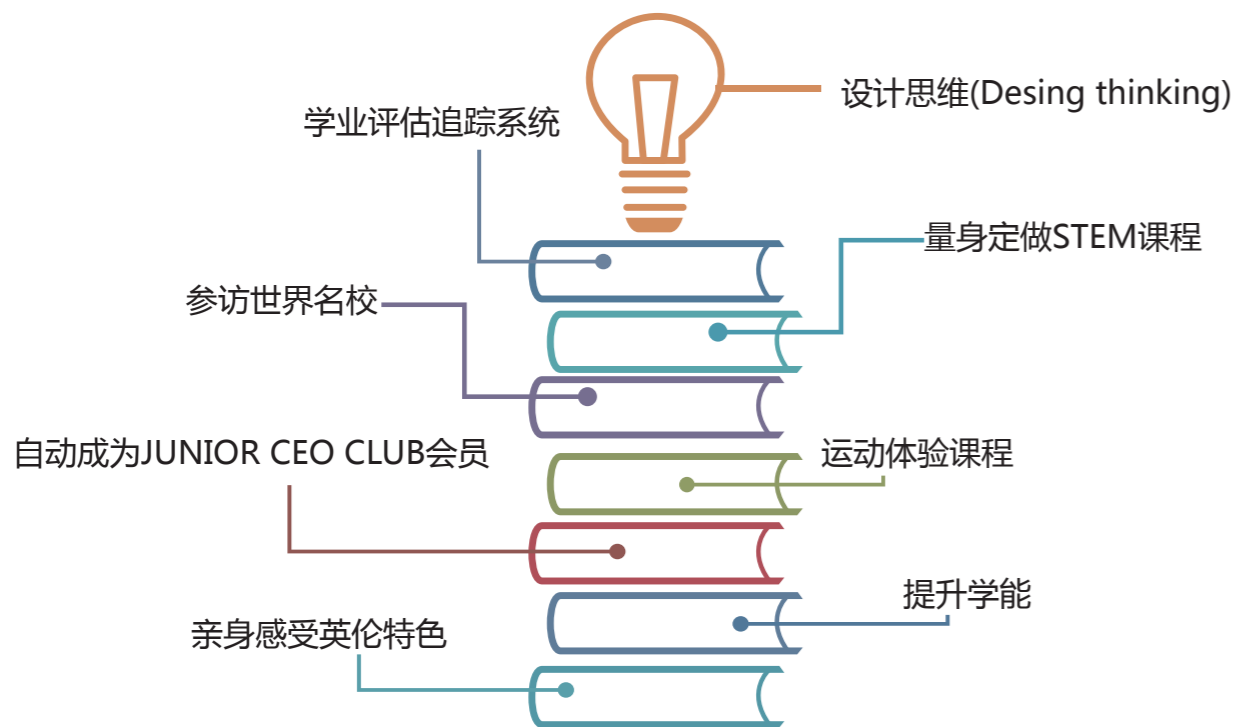 设计思维(Desing thinking)
学业评估追踪系统
量身定做STEM课程
参访世界名校
自动成为JUNIOR CEO CLUB会员
运动体验课程
提升学能
亲身感受英伦特色